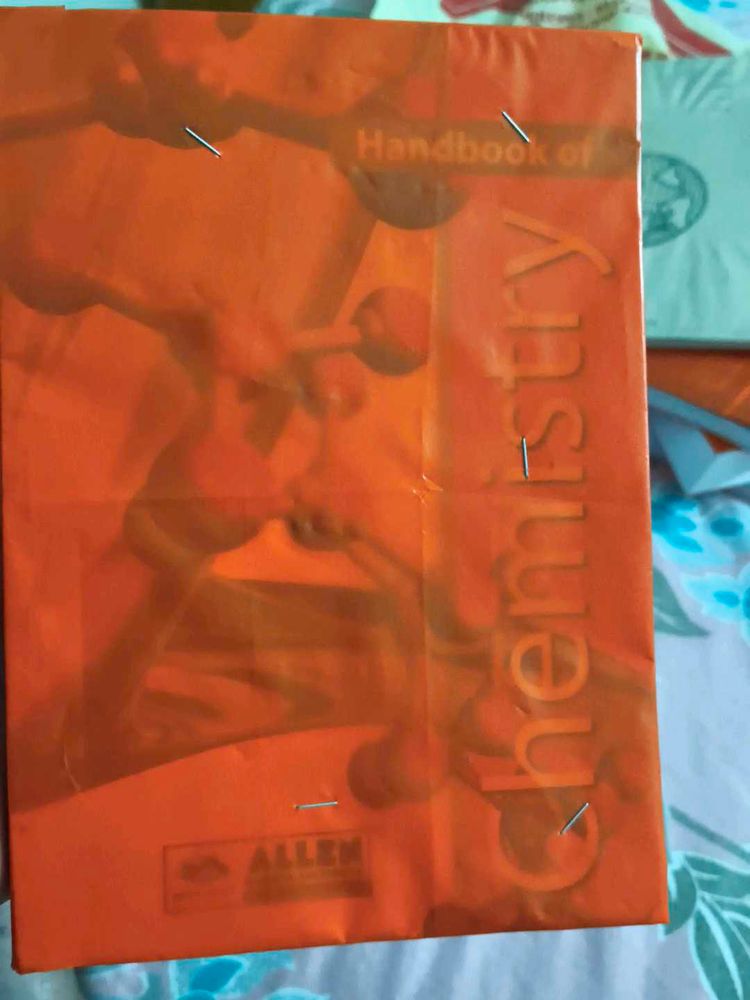 Handbook of
Chemistry
ALLEN